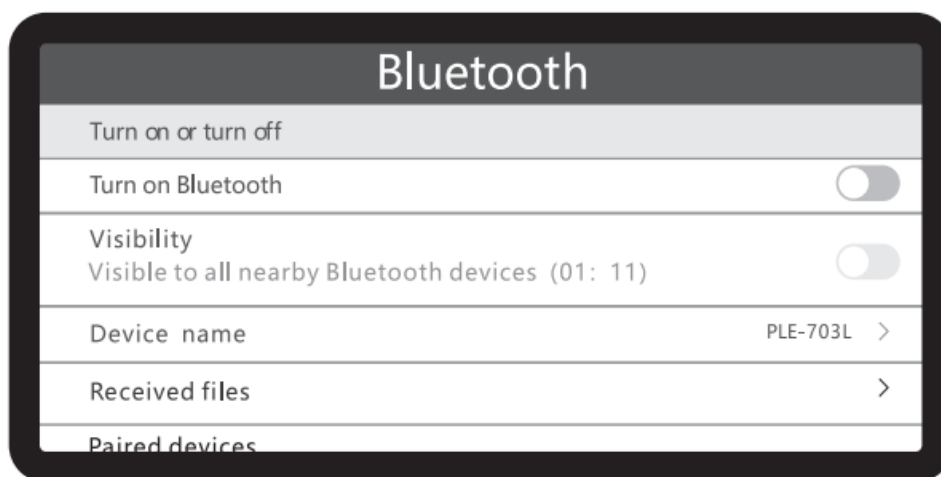 Bluetooth
Turn on or turn off
Turn on Bluetooth
Visibility
Visible to all nearby Bluetooth devices (01: 11)
Device name PLE-703L >
Received files >
Paired devices